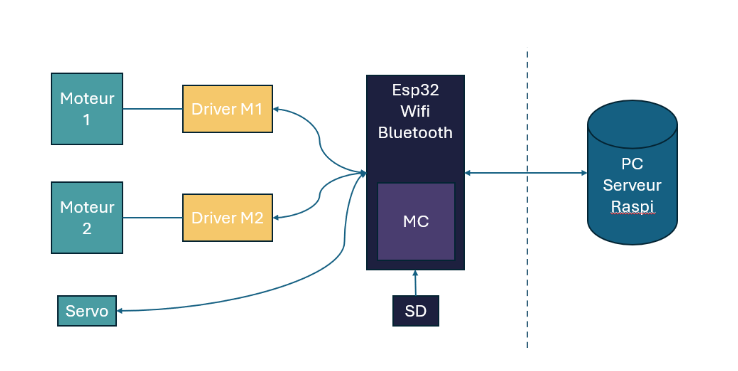 Moteur
1
Driver M1
Esp32
Wifi
Bluetooth
PC
Serveur
Raspi
Moteur
2
Driver M2
MC
Servo
SD